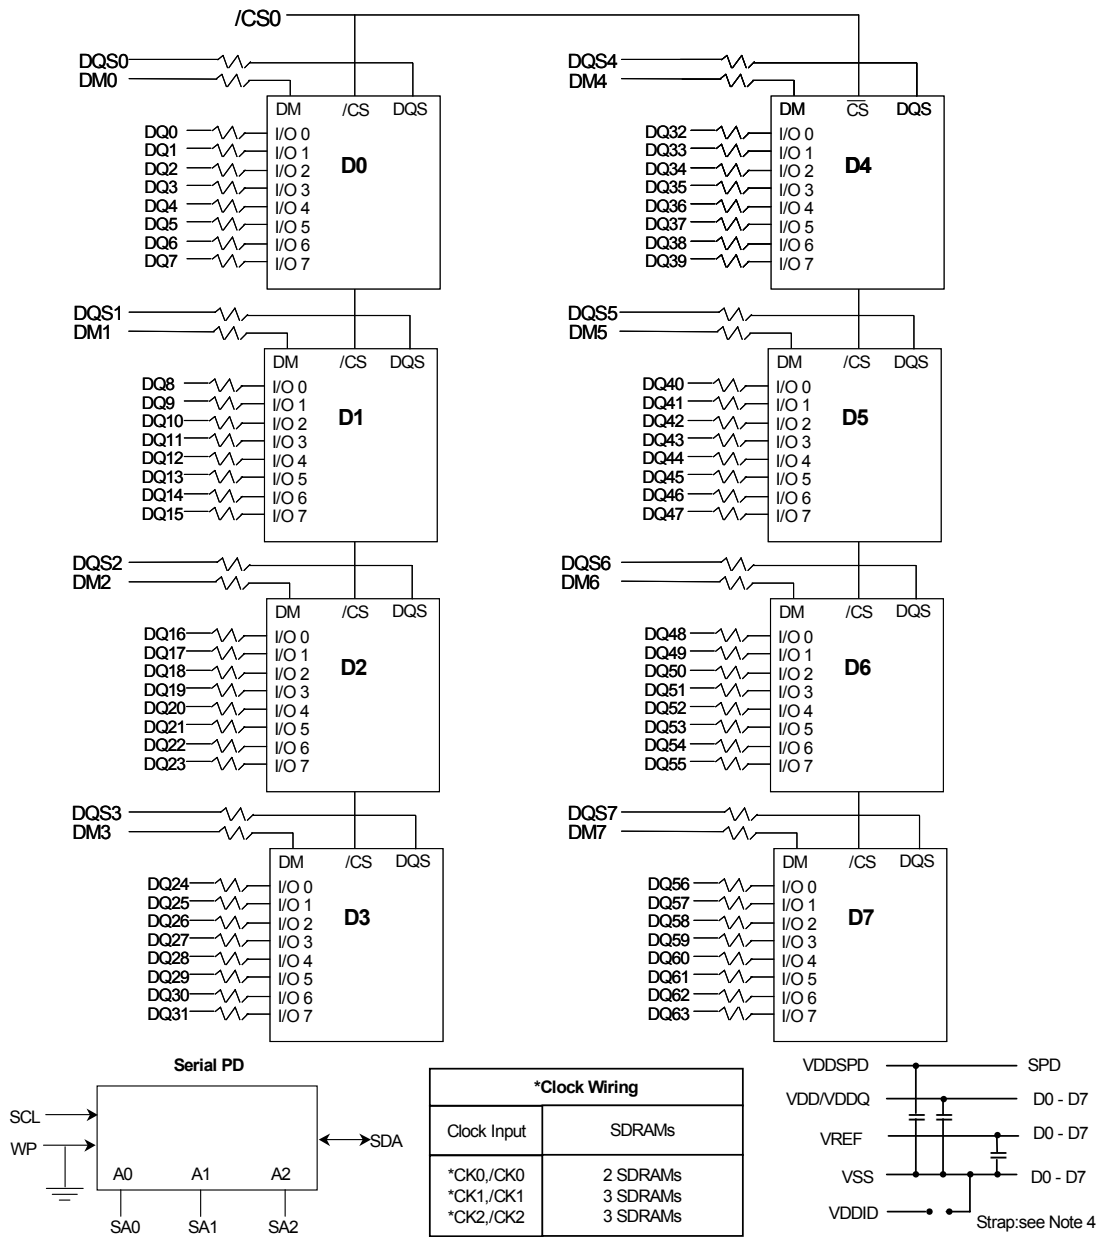 /CS0
DQS0
DM0
DM /CS DQS
D0
DQ0 I/O 0
DQ1 I/O 1
DQ2 I/O 2
DQ3 I/O 3
DQ4 I/O 4
DQ5 I/O 5
DQ6 I/O 6
DQ7 I/O 7
DQS1
DM1
DM /CS DQS
D1
DQ8 I/O 0
DQ9 I/O 1
DQ10 I/O 2
DQ11 I/O 3
DQ12 I/O 4
DQ13 I/O 5
DQ14 I/O 6
DQ15 I/O 7
DQS2
DM2
DM /CS DQS
D2
DQ16 I/O 0
DQ17 I/O 1
DQ18 I/O 2
DQ19 I/O 3
DQ20 I/O 4
DQ21 I/O 5
DQ22 I/O 6
DQ23 I/O 7
DQS3
DM3
DM /CS DQS
D3
DQ24 I/O 0
DQ25 I/O 1
DQ26 I/O 2
DQ27 I/O 3
DQ28 I/O 4
DQ29 I/O 5
DQ30 I/O 6
DQ31 I/O 7
DQS4
DM4
DM C̅S̅ DQS
D4
DQ32 I/O 0
DQ33 I/O 1
DQ34 I/O 2
DQ35 I/O 3
DQ36 I/O 4
DQ37 I/O 5
DQ38 I/O 6
DQ39 I/O 7
DQS5
DM5
DM /CS DQS
D5
DQ40 I/O 0
DQ41 I/O 1
DQ42 I/O 2
DQ43 I/O 3
DQ44 I/O 4
DQ45 I/O 5
DQ46 I/O 6
DQ47 I/O 7
DQS6
DM6
DM /CS DQS
D6
DQ48 I/O 0
DQ49 I/O 1
DQ50 I/O 2
DQ51 I/O 3
DQ52 I/O 4
DQ53 I/O 5
DQ54 I/O 6
DQ55 I/O 7
DQS7
DM7
DM /CS DQS
D7
DQ56 I/O 0
DQ57 I/O 1
DQ58 I/O 2
DQ59 I/O 3
DQ60 I/O 4
DQ61 I/O 5
DQ62 I/O 6
DQ63 I/O 7
Serial PD
SCL
WP
SDA
A0 A1 A2
SA0 SA1 SA2
*Clock Wiring
Clock Input SDRAMs
*CK0,/CK0 2 SDRAMs
*CK1,/CK1 3 SDRAMs
*CK2,/CK2 3 SDRAMs
VDDSPD SPD
VDD/VDDQ D0 - D7
VREF D0 - D7
VSS D0 - D7
VDDID Strap:see Note 4